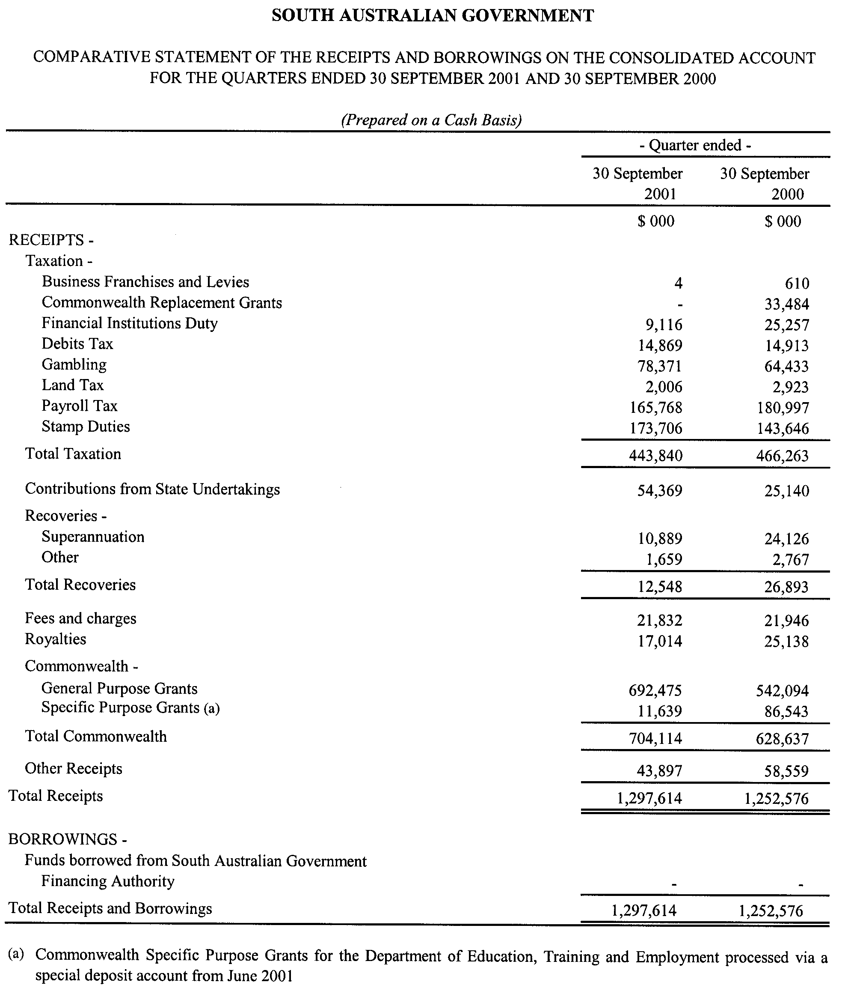 SOUTH AUSTRALIAN GOVERNMENT
COMPARATIVE STATEMENT OF THE RECEIPTS AND BORROWINGS ON THE CONSOLIDATED ACCOUNT
FOR THE QUARTERS ENDED 30 SEPTEMBER 2001 AND 30 SEPTEMBER 2000
(Prepared on a Cash Basis)
- Quarter ended -
30 September 30 September
2001 2000
$ 000 $ 000
RECEIPTS -
Taxation -
Business Franchises and Levies 4 610
Commonwealth Replacement Grants - 33,484
Financial Institutions Duty 9,116 25,257
Debits Tax 14,869 14,913
Gambling 78,371 64,433
Land Tax 2,006 2,923
Payroll Tax 165,768 180,997
Stamp Duties 173,706 143,646
Total Taxation 443,840 466,263
Contributions from State Undertakings 54,369 25,140
Recoveries -
Superannuation 10,889 24,126
Other 1,659 2,767
Total Recoveries 12,548 26,893
Fees and charges 21,832 21,946
Royalties 17,014 25,138
Commonwealth -
General Purpose Grants 692,475 542,094
Specific Purpose Grants (a) 11,639 86,543
Total Commonwealth 704,114 628,637
Other Receipts 43,897 58,559
Total Receipts 1,297,614 1,252,576
BORROWINGS -
Funds borrowed from South Australian Government
Financing Authority - -
Total Receipts and Borrowings 1,297,614 1,252,576
(a) Commonwealth Specific Purpose Grants for the Department of Education, Training and Employment processed via a
special deposit account from June 2001